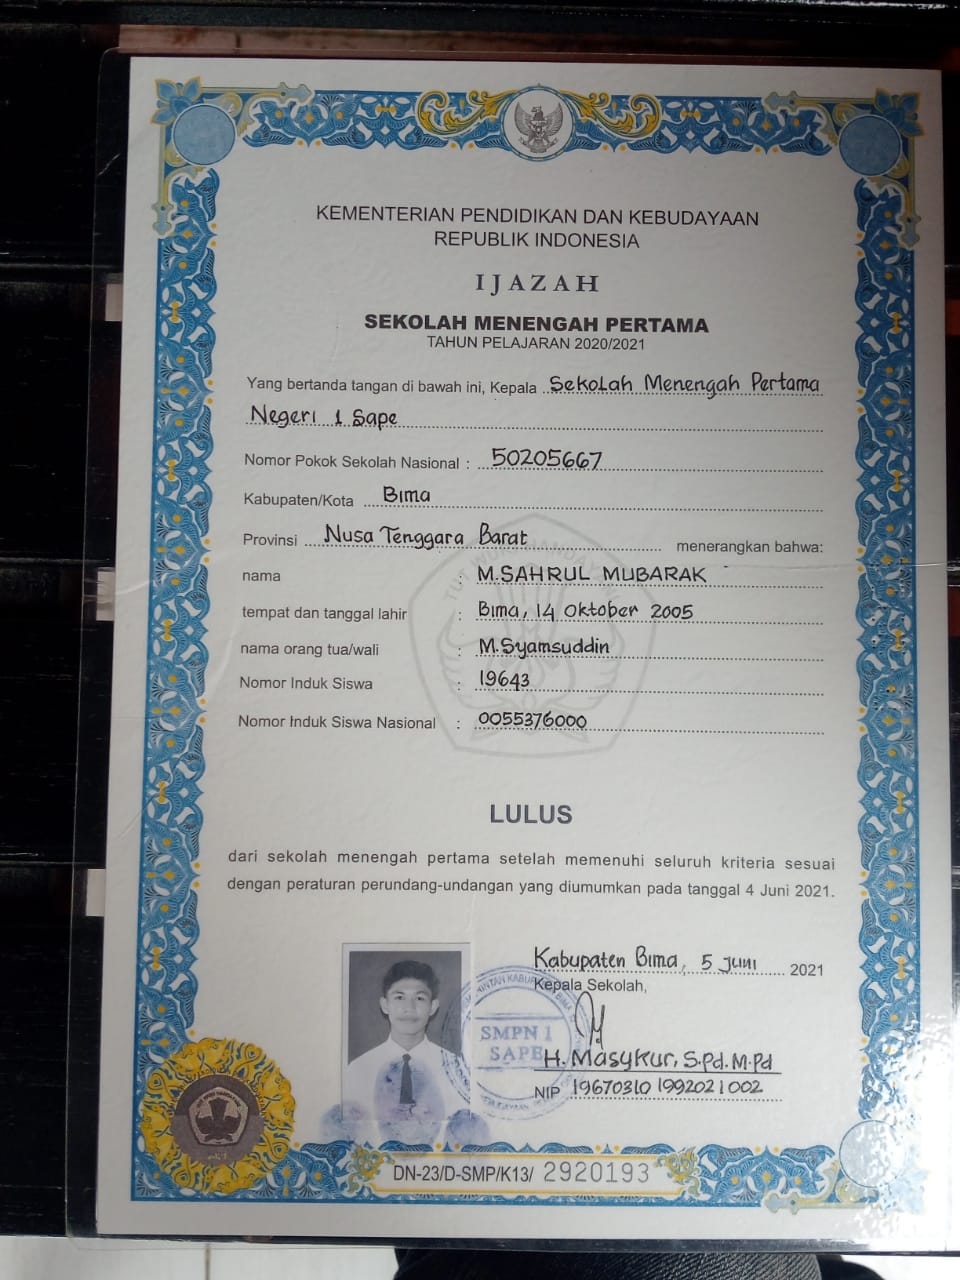 KEMENTERIAN PENDIDIKAN DAN KEBUDAYAAN
REPUBLIK INDONESIA
IJAZAH
SEKOLAH MENENGAH PERTAMA
TAHUN PELAJARAN 2020/2021
Yang bertanda tangan di bawah ini, Kepala Sekolah Menengah Pertama
Negeri 1 Sape
Nomor Pokok Sekolah Nasional : 50205667
Kabupaten/Kota Bima
Provinsi Nusa Tenggara Barat menerangkan bahwa:
nama : M.SAHRUL MUBARAK
tempat dan tanggal lahir : Bima, 14 Oktober 2005
nama orang tua/wali : M.Syamsuddin
Nomor Induk Siswa : 19643
Nomor Induk Siswa Nasional : 0055376000
LULUS
dari sekolah menengah pertama setelah memenuhi seluruh kriteria sesuai
dengan peraturan perundang-undangan yang diumumkan pada tanggal 4 Juni 2021.
Kabupaten Bima, 5 Juni 2021
Kepala Sekolah,
SMPN 1
SAPE
H. Masykur, S.Pd.M.Pd
NIP 19670310 199202 1 002
DN-23/D-SMP/K13/ 2920193